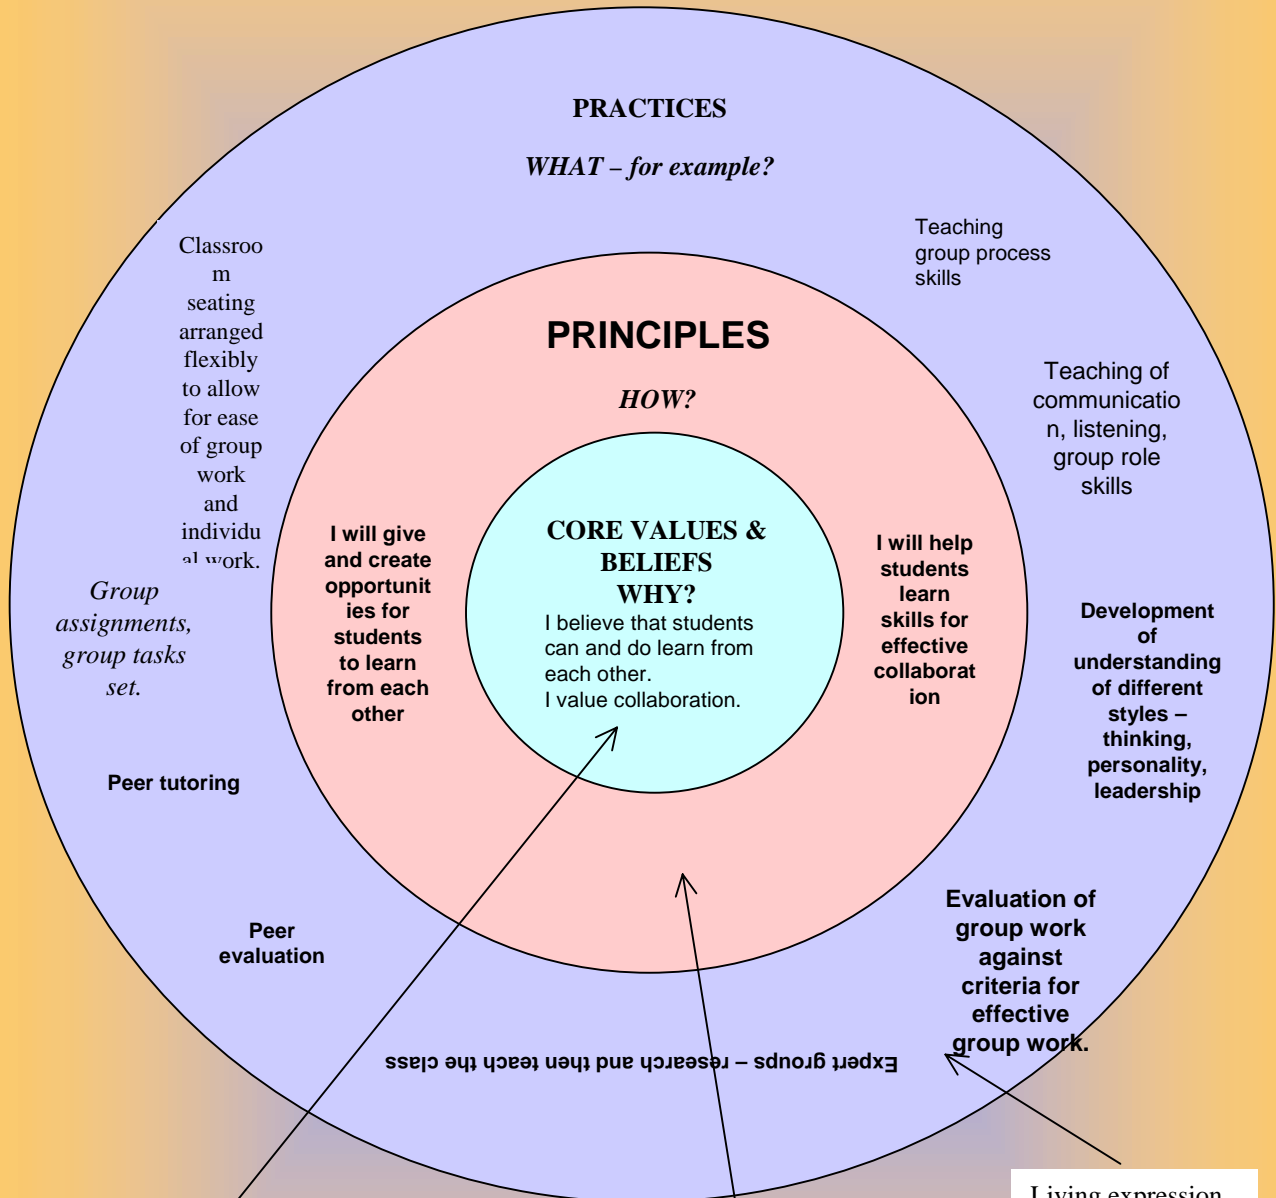 PRACTICES
WHAT – for example?
Classroo
m
seating
arranged
flexibly
to allow
for ease
of group
work
and
individu
al work.
Teaching
group process
skills
PRINCIPLES
HOW?
Teaching of
communicatio
n, listening,
group role
skills
I will give
and create
opportunit
ies for
students
to learn
from each
other
CORE VALUES &
BELIEFS
WHY?
I believe that students
can and do learn from
each other.
I value collaboration.
I will help
students
learn
skills for
effective
collaborat
ion
Group
assignments,
group tasks
set.
Development
of
understanding
of different
styles –
thinking,
personality,
leadership
Peer tutoring
Peer
evaluation
Evaluation of
group work
against
criteria for
effective
group work.
Expert groups – research and then teach the class
Living expression